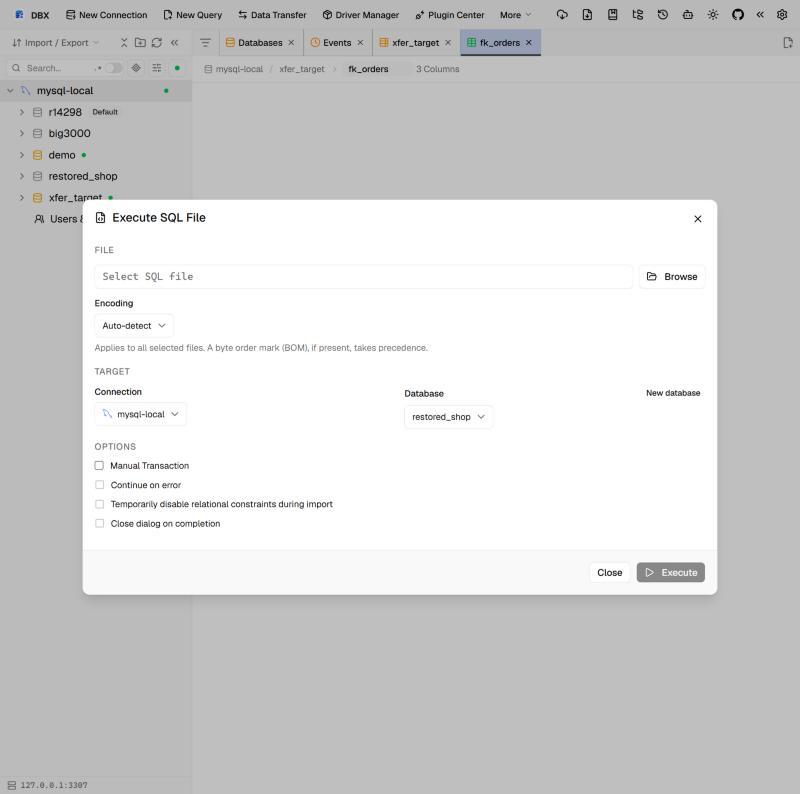 DBX New Connection New Query Data Transfer Driver Manager Plugin Center More
Import / Export
Databases Events xfer_target fk_orders
Search... .*
mysql-local / xfer_target > fk_orders 3 Columns
mysql-local
r14298 Default
big3000
demo
restored_shop
xfer_target
Users &
Execute SQL File
FILE
Select SQL file Browse
Encoding
Auto-detect
Applies to all selected files. A byte order mark (BOM), if present, takes precedence.
TARGET
Connection Database New database
mysql-local restored_shop
OPTIONS
Manual Transaction
Continue on error
Temporarily disable relational constraints during import
Close dialog on completion
Close Execute
127.0.0.1:3307